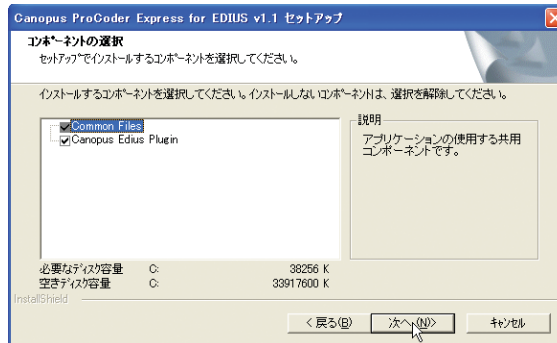 Canopus ProCoder Express for EDIUS v1.1 セットアップ
コンポーネントの選択
セットアップでインストールするコンポーネントを選択してください。
インストールするコンポーネントを選択してください。インストールしないコンポーネントは、選択を解除してください。
Common Files
Canopus Edius Plugin
説明
アプリケーションの使用する共用
コンポーネントです。
必要なディスク容量 C: 38256 K
空きディスク容量 C: 33917600 K
InstallShield
< 戻る(B) 次へ(N)> キャンセル